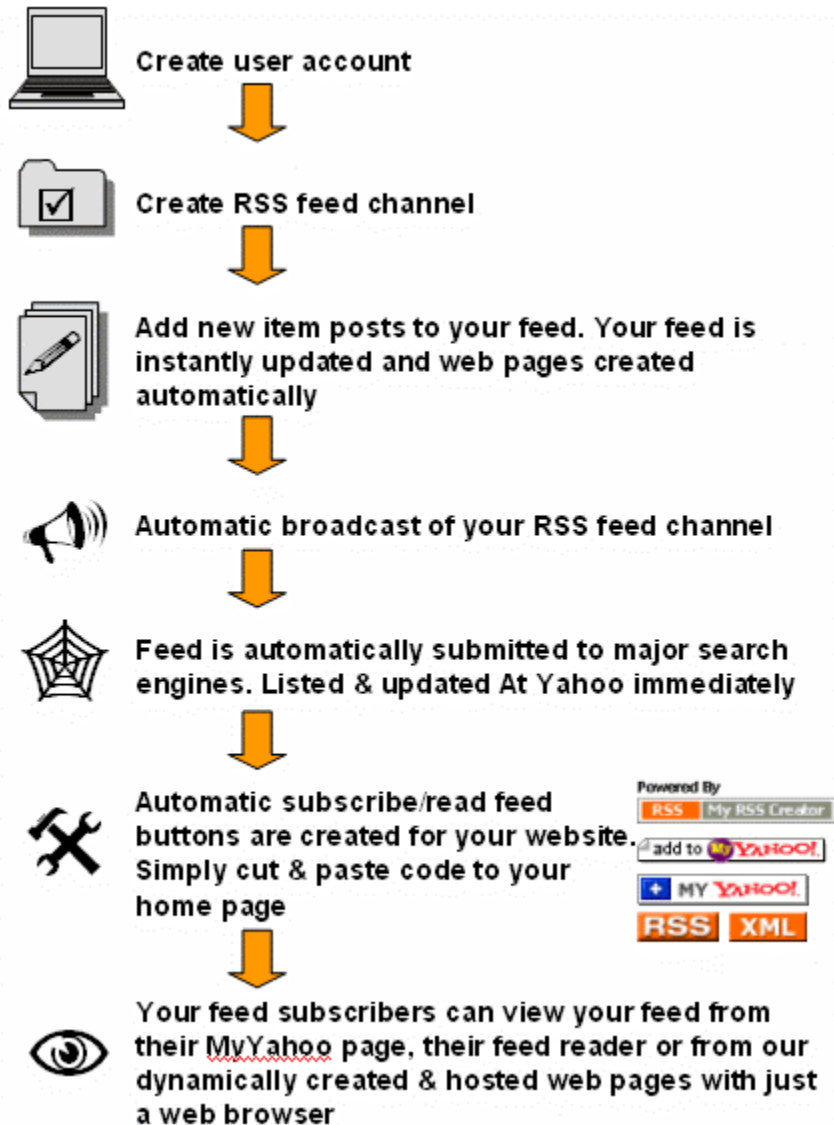 Create user account
Create RSS feed channel
Add new item posts to your feed. Your feed is
instantly updated and web pages created
automatically
Automatic broadcast of your RSS feed channel
Feed is automatically submitted to major search
engines. Listed & updated At Yahoo immediately
Automatic subscribe/read feed
buttons are created for your website.
Simply cut & paste code to your
home page
Powered By
RSS My RSS Creator
add to My YAHOO!
+ MY YAHOO!
RSS XML
Your feed subscribers can view your feed from
their MyYahoo page, their feed reader or from our
dynamically created & hosted web pages with just
a web browser